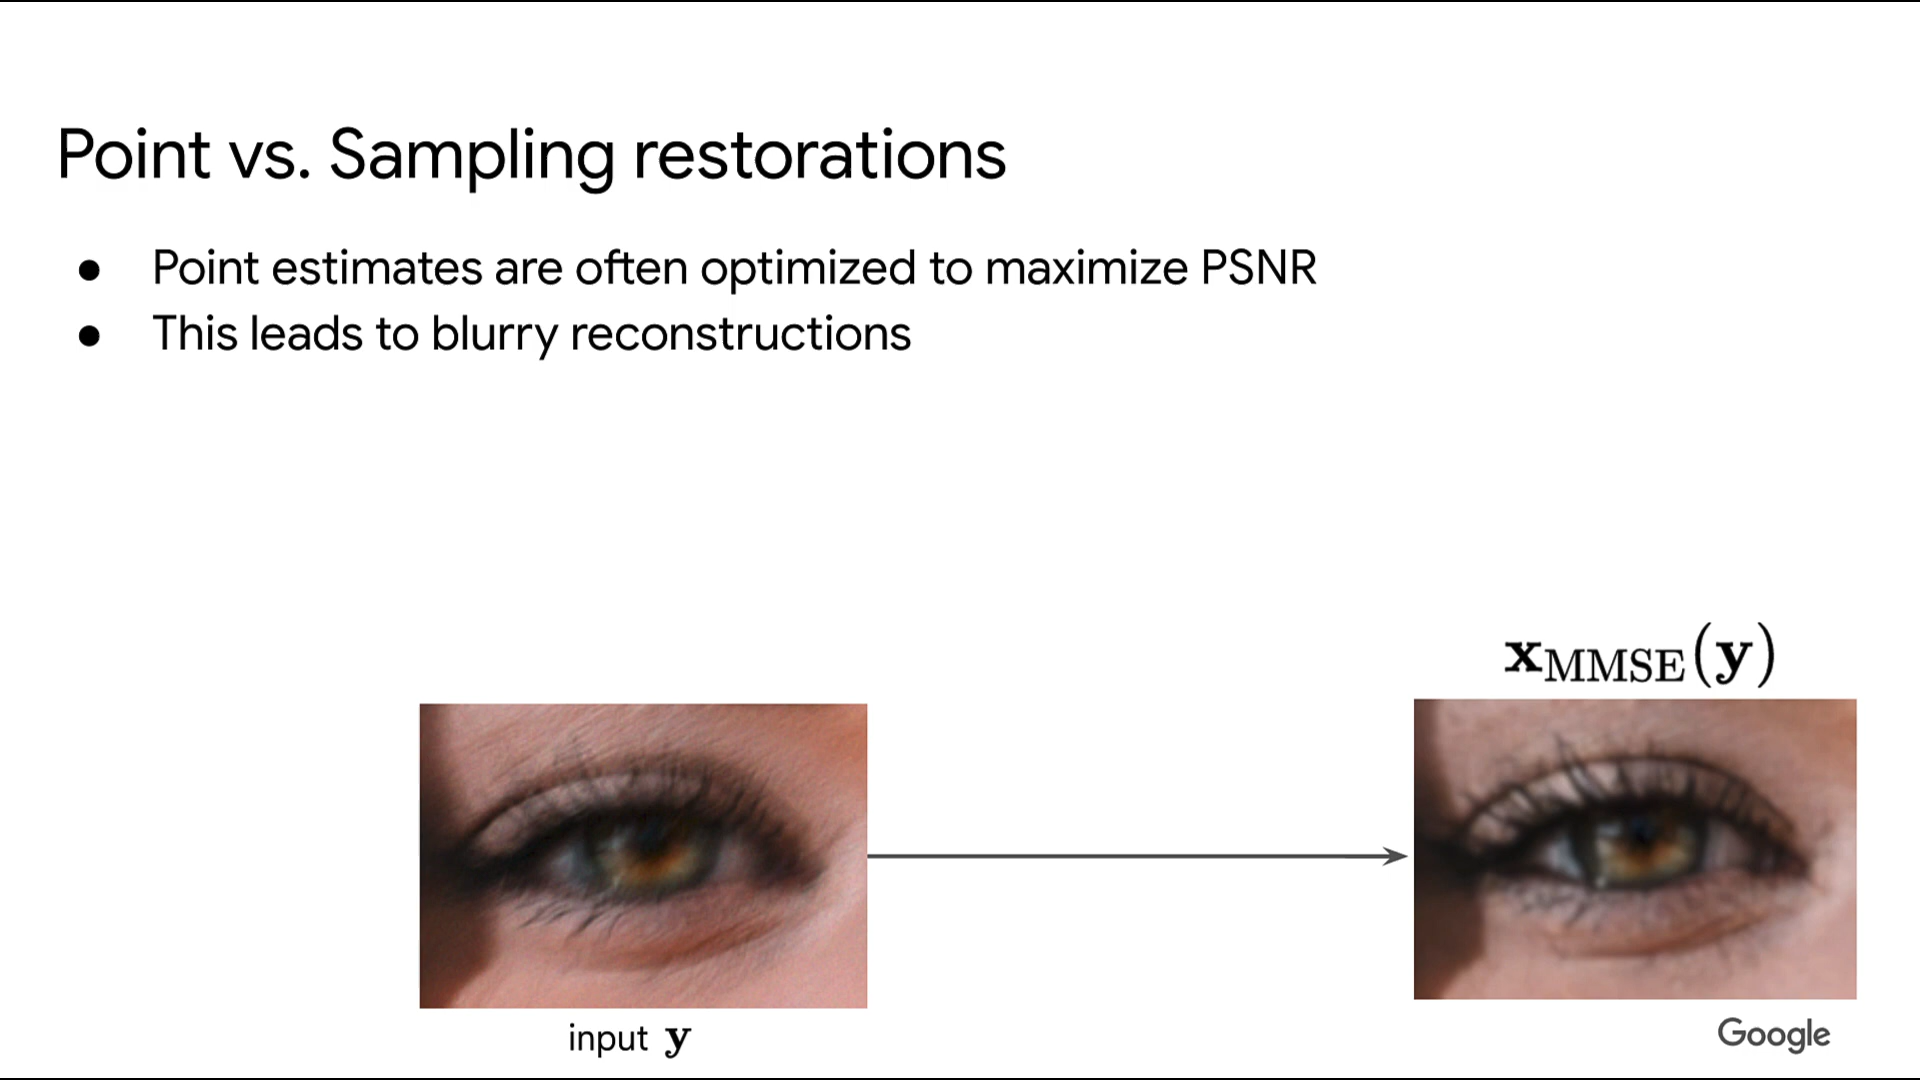 Point vs. Sampling restorations
● Point estimates are often optimized to maximize PSNR
● This leads to blurry reconstructions
x_MMSE(y)
input y
Google